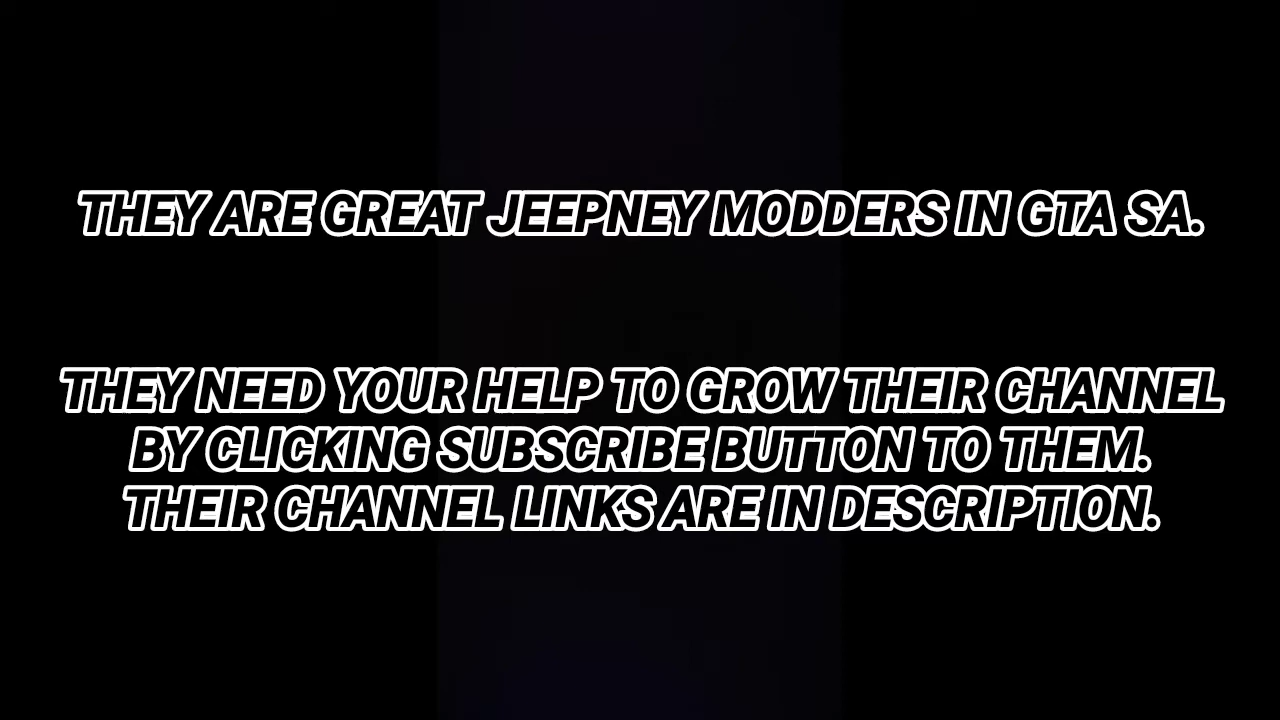 THEY ARE GREAT JEEPNEY MODDERS IN GTA SA.
THEY NEED YOUR HELP TO GROW THEIR CHANNEL
BY CLICKING SUBSCRIBE BUTTON TO THEM.
THEIR CHANNEL LINKS ARE IN DESCRIPTION.